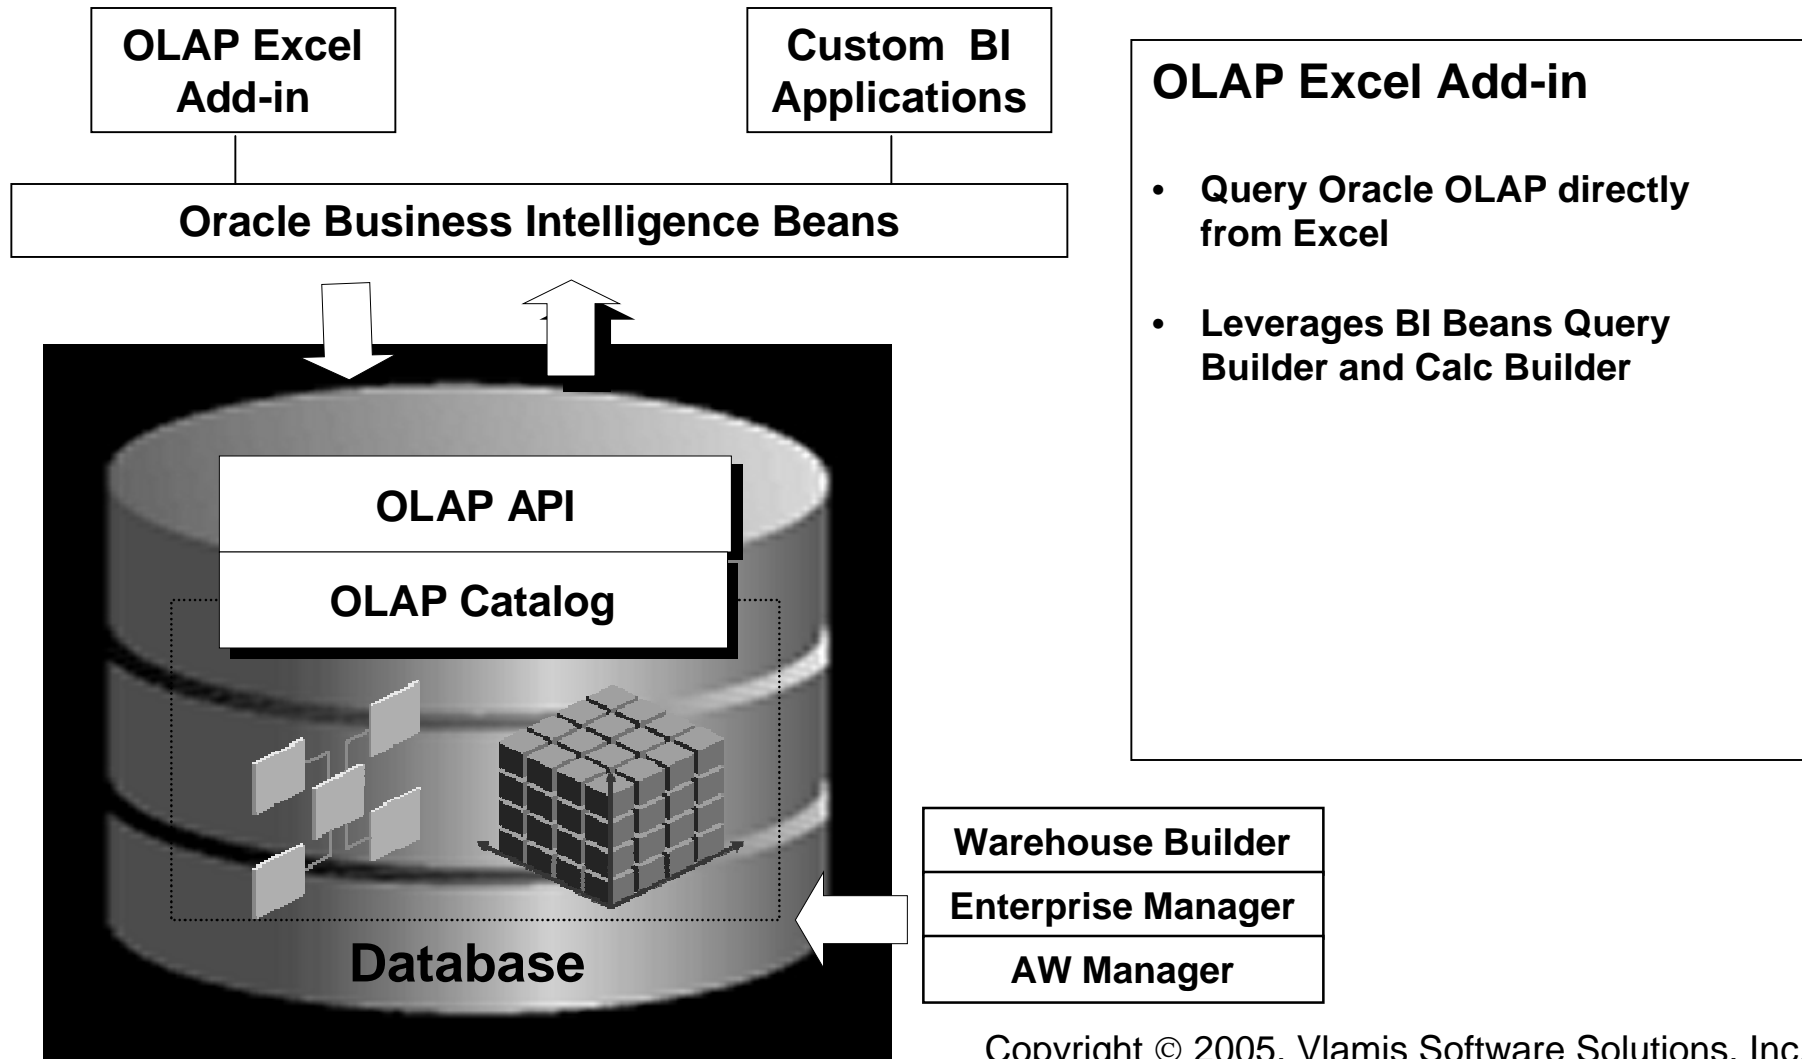 OLAP Excel
Add-in
Custom BI
Applications
Oracle Business Intelligence Beans
OLAP Excel Add-in
• Query Oracle OLAP directly
from Excel
• Leverages BI Beans Query
Builder and Calc Builder
OLAP API
OLAP Catalog
Database
Warehouse Builder
Enterprise Manager
AW Manager
Copyright © 2005, Vlamis Software Solutions, Inc